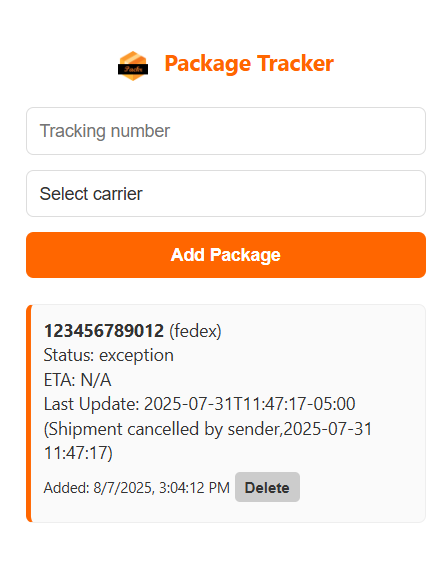 Packr
Package Tracker
Tracking number
Select carrier
Add Package
123456789012 (fedex)
Status: exception
ETA: N/A
Last Update: 2025-07-31T11:47:17-05:00
(Shipment cancelled by sender,2025-07-31
11:47:17)
Added: 8/7/2025, 3:04:12 PM Delete